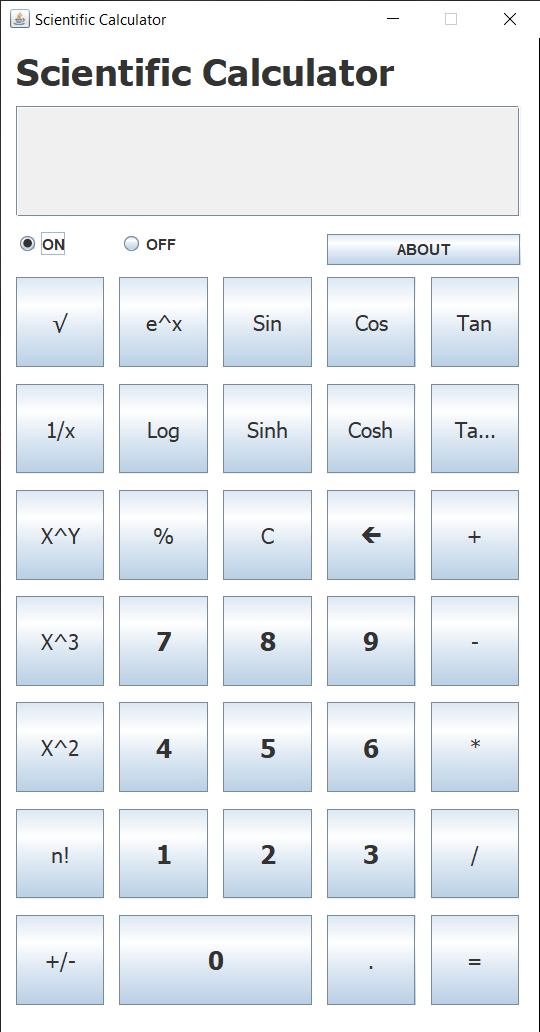 Scientific Calculator
Scientific Calculator
ON OFF ABOUT
√ e^x Sin Cos Tan
1/x Log Sinh Cosh Ta...
X^Y % C 🡰 +
X^3 7 8 9 -
X^2 4 5 6 *
n! 1 2 3 /
+/- 0 . =